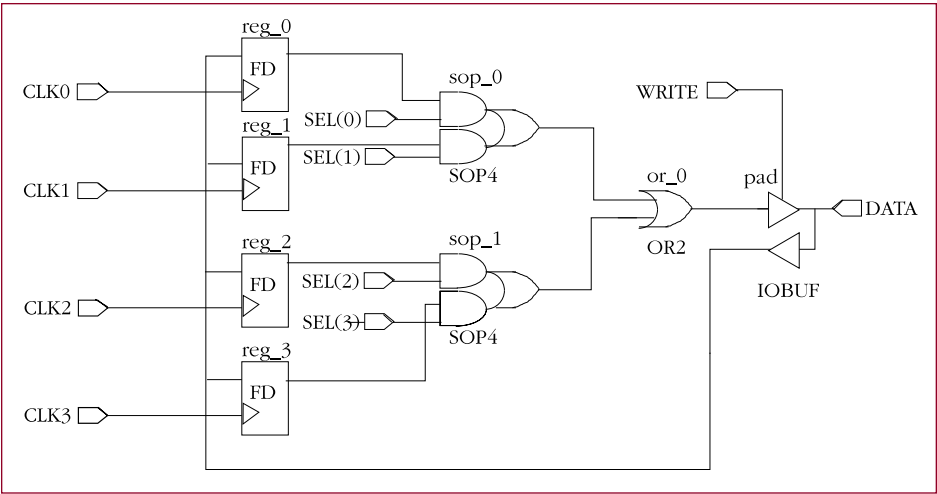 reg_0
FD
CLK0
sop_0
SEL(0)
WRITE
reg_1
FD
SEL(1)
SOP4
CLK1
or_0
pad
DATA
OR2
reg_2
FD
sop_1
SEL(2)
IOBUF
CLK2
SEL(3)
SOP4
reg_3
FD
CLK3